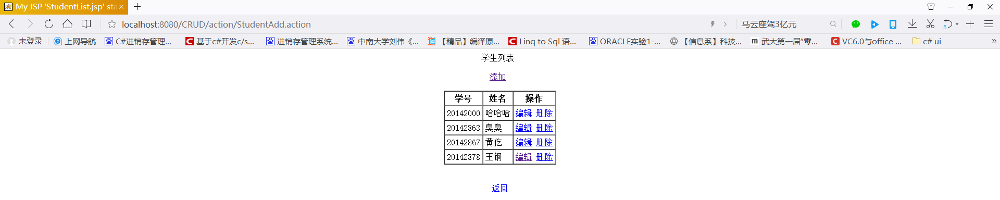 My JSP 'StudentList.jsp' sta
localhost:8080/CRUD/action/StudentAdd.action
马云座驾3亿元
5
未登录 上网导航 C#进销存管理... 基于c#开发c/s... 进销存管理系统... 中南大学刘伟《... 【精品】编译原... Linq to Sql 语... ORACLE实验1-... 【信息系】科技... m 武大第一届“零... VC6.0与office ... c# ui
学生列表
添加
学号 姓名 操作
20142000 哈哈哈 编辑 删除
20142863 臭臭 编辑 删除
20142867 黄仡 编辑 删除
20142878 王钢 编辑 删除
返回